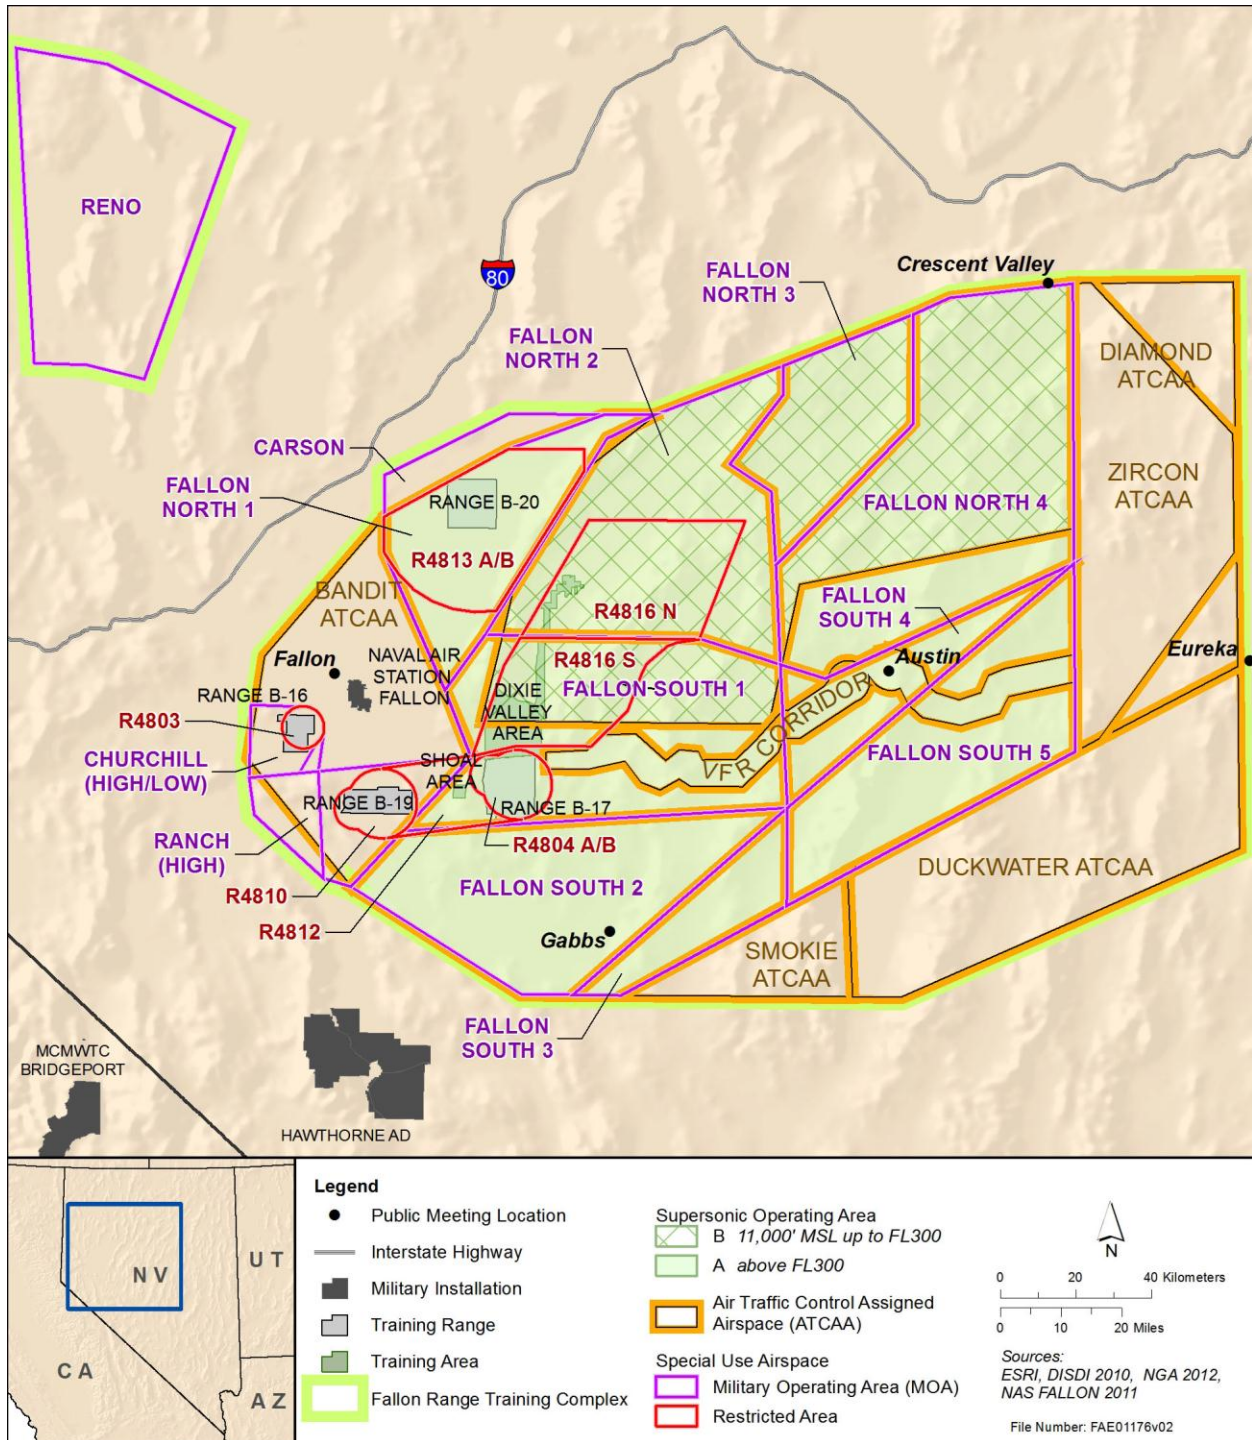 RENO
80
Crescent Valley
FALLON
NORTH 3
FALLON
NORTH 2
DIAMOND
ATCAA
CARSON
FALLON
NORTH 1
RANGE B-20
ZIRCON
ATCAA
FALLON NORTH 4
R4813 A/B
BANDIT
ATCAA
R4816 N
FALLON
SOUTH 4
Fallon
NAVAL AIR
STATION
FALLON
R4816 S
Austin
Eureka
RANGE B-16
FALLON SOUTH 1
DIXIE
VALLEY
AREA
R4803
VFR CORRIDOR
FALLON SOUTH 5
CHURCHILL
(HIGH/LOW)
SHOAL
AREA
RANGE B-19
RANGE B-17
RANCH
(HIGH)
R4804 A/B
DUCKWATER ATCAA
R4810
FALLON SOUTH 2
R4812
Gabbs
SMOKIE
ATCAA
FALLON
SOUTH 3
MCMWTC
BRIDGEPORT
HAWTHORNE AD
NV
UT
CA
AZ
Legend
Public Meeting Location
Interstate Highway
Military Installation
Training Range
Training Area
Fallon Range Training Complex
Supersonic Operating Area
B 11,000' MSL up to FL300
A above FL300
Air Traffic Control Assigned
Airspace (ATCAA)
Special Use Airspace
Military Operating Area (MOA)
Restricted Area
N
0 20 40 Kilometers
0 10 20 Miles
Sources:
ESRI, DISDI 2010, NGA 2012,
NAS FALLON 2011
File Number: FAE01176v02